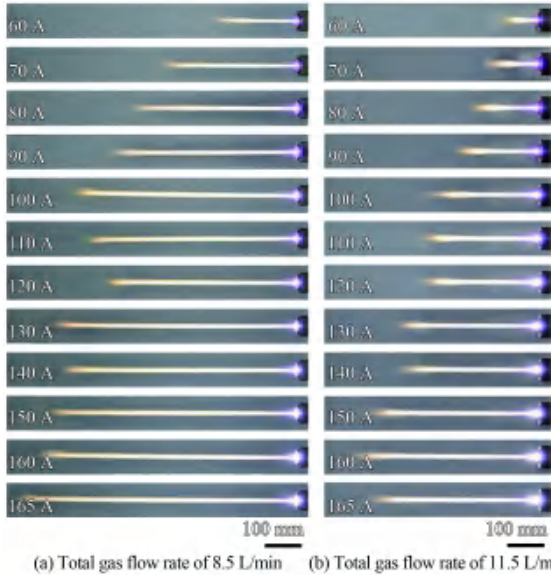 60 A 60 A
70 A 70 A
80 A 80 A
90 A 90 A
100 A 100 A
110 A 110 A
120 A 120 A
130 A 130 A
140 A 140 A
150 A 150 A
160 A 160 A
165 A 165 A
100 mm 100 mm
(a) Total gas flow rate of 8.5 L/min (b) Total gas flow rate of 11.5 L/m